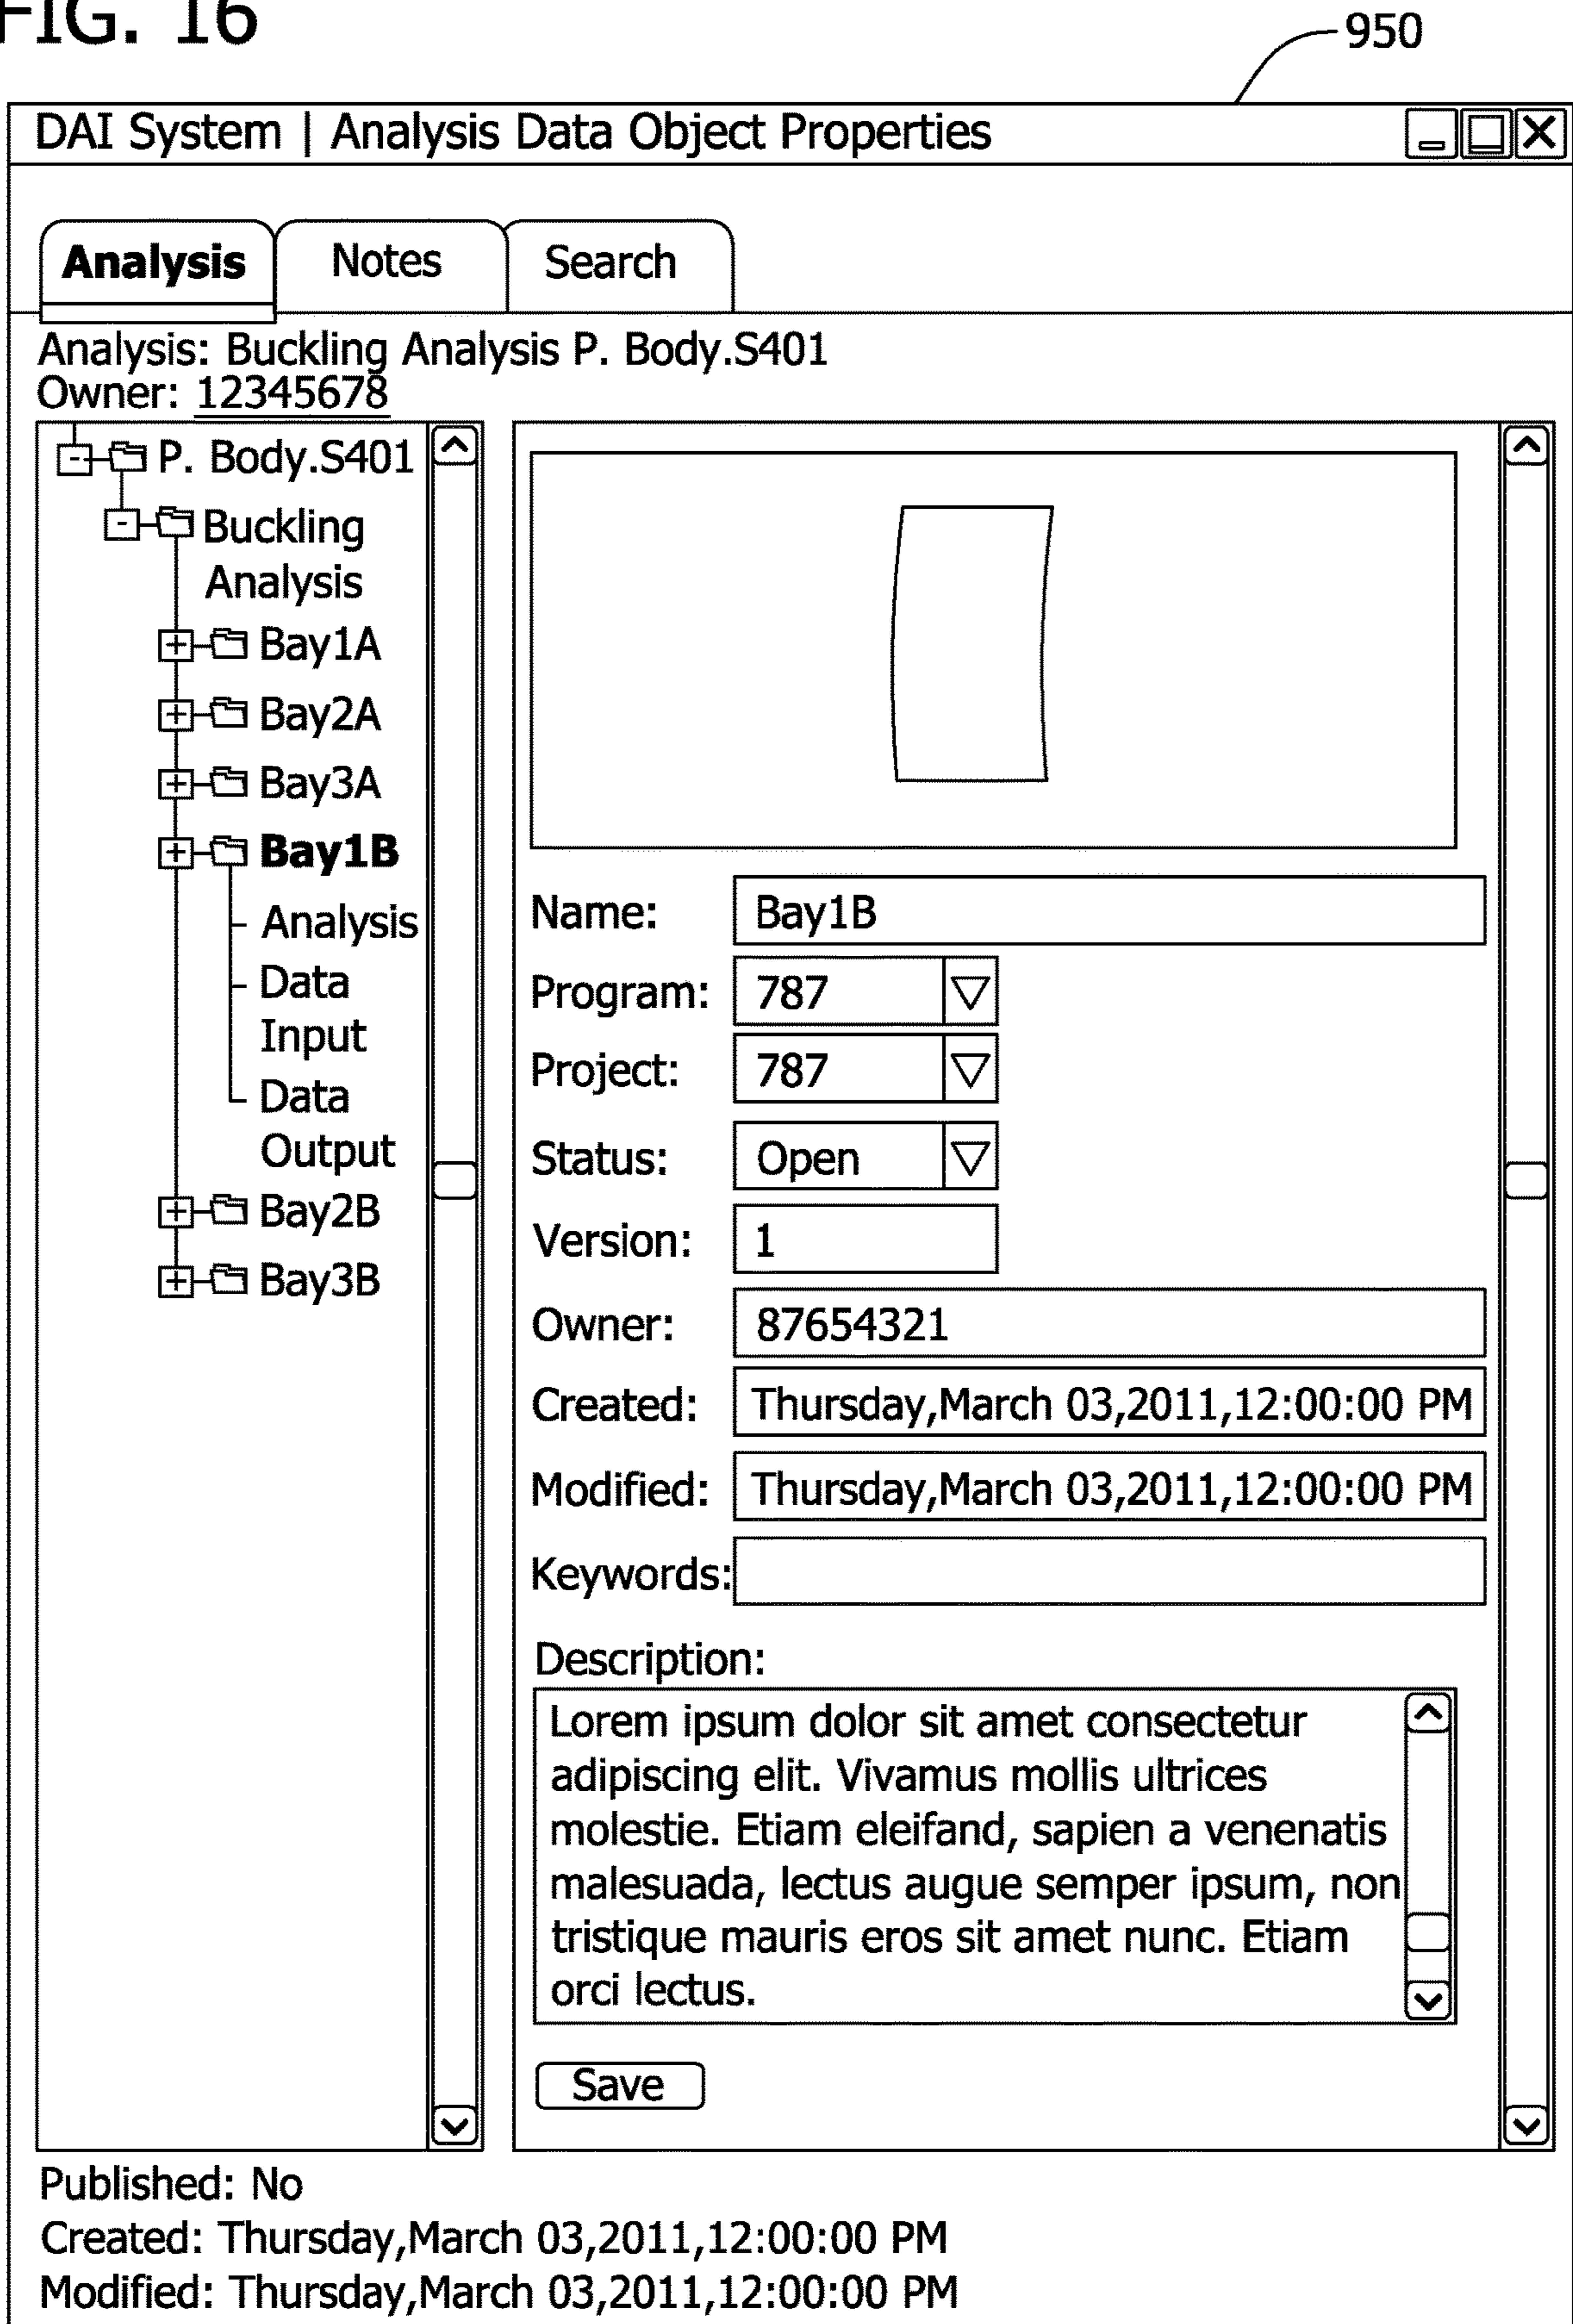 FIG. 16
950
DAI System | Analysis Data Object Properties
Analysis
Notes
Search
Analysis: Buckling Analysis P. Body.S401
Owner: 12345678
P. Body.S401
Buckling
Analysis
Bay1A
Bay2A
Bay3A
Bay1B
Analysis
Data
Input
Data
Output
Bay2B
Bay3B
Name: Bay1B
Program: 787
Project: 787
Status: Open
Version: 1
Owner: 87654321
Created: Thursday,March 03,2011,12:00:00 PM
Modified: Thursday,March 03,2011,12:00:00 PM
Keywords:
Description:
Lorem ipsum dolor sit amet consectetur
adipiscing elit. Vivamus mollis ultrices
molestie. Etiam eleifand, sapien a venenatis
malesuada, lectus augue semper ipsum, non
tristique mauris eros sit amet nunc. Etiam
orci lectus.
Save
Published: No
Created: Thursday,March 03,2011,12:00:00 PM
Modified: Thursday,March 03,2011,12:00:00 PM